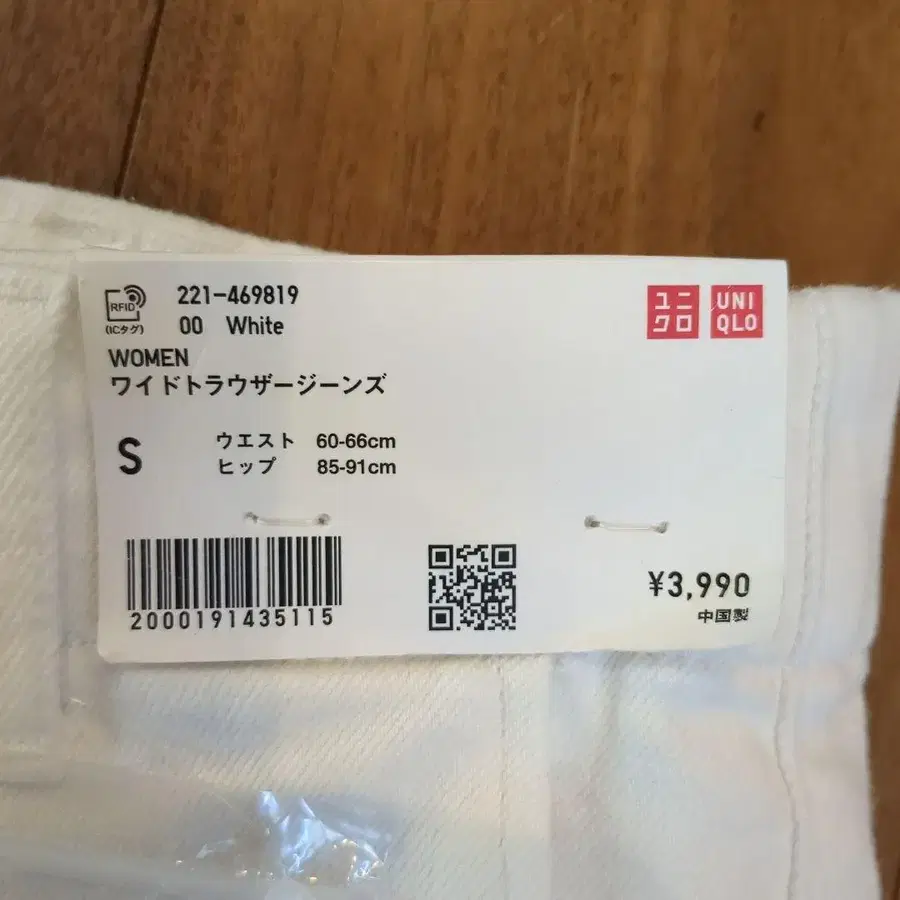 RFID
(ICタグ)
221-469819
00 White
ユニ
クロ
UNI
QLO
WOMEN
ワイドトラウザージーンズ
S
ウエスト 60-66cm
ヒップ 85-91cm
2000191435115
¥3,990
中国製